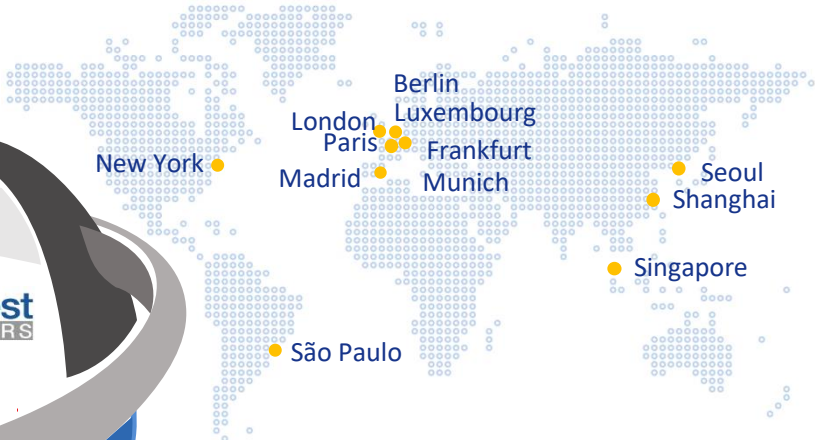 Berlin
Luxembourg
London
Paris
Frankfurt
New York
Madrid
Munich
Seoul
Shanghai
Singapore
São Paulo